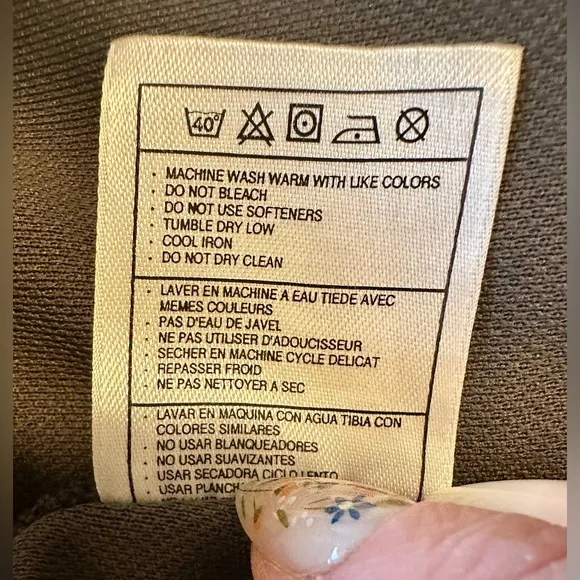 40°
· MACHINE WASH WARM WITH LIKE COLORS
· DO NOT BLEACH
· DO NOT USE SOFTENERS
· TUMBLE DRY LOW
· COOL IRON
· DO NOT DRY CLEAN
· LAVER EN MACHINE A EAU TIEDE AVEC
MEMES COULEURS
· PAS D'EAU DE JAVEL
· NE PAS UTILISER D'ADOUCISSEUR
· SECHER EN MACHINE CYCLE DELICAT
· REPASSER FROID
· NE PAS NETTOYER A SEC
· LAVAR EN MAQUINA CON AGUA TIBIA CON
COLORES SIMILARES
· NO USAR BLANQUEADORES
· NO USAR SUAVIZANTES
· USAR SECADORA CICLO LENTO
· USAR PLANCH